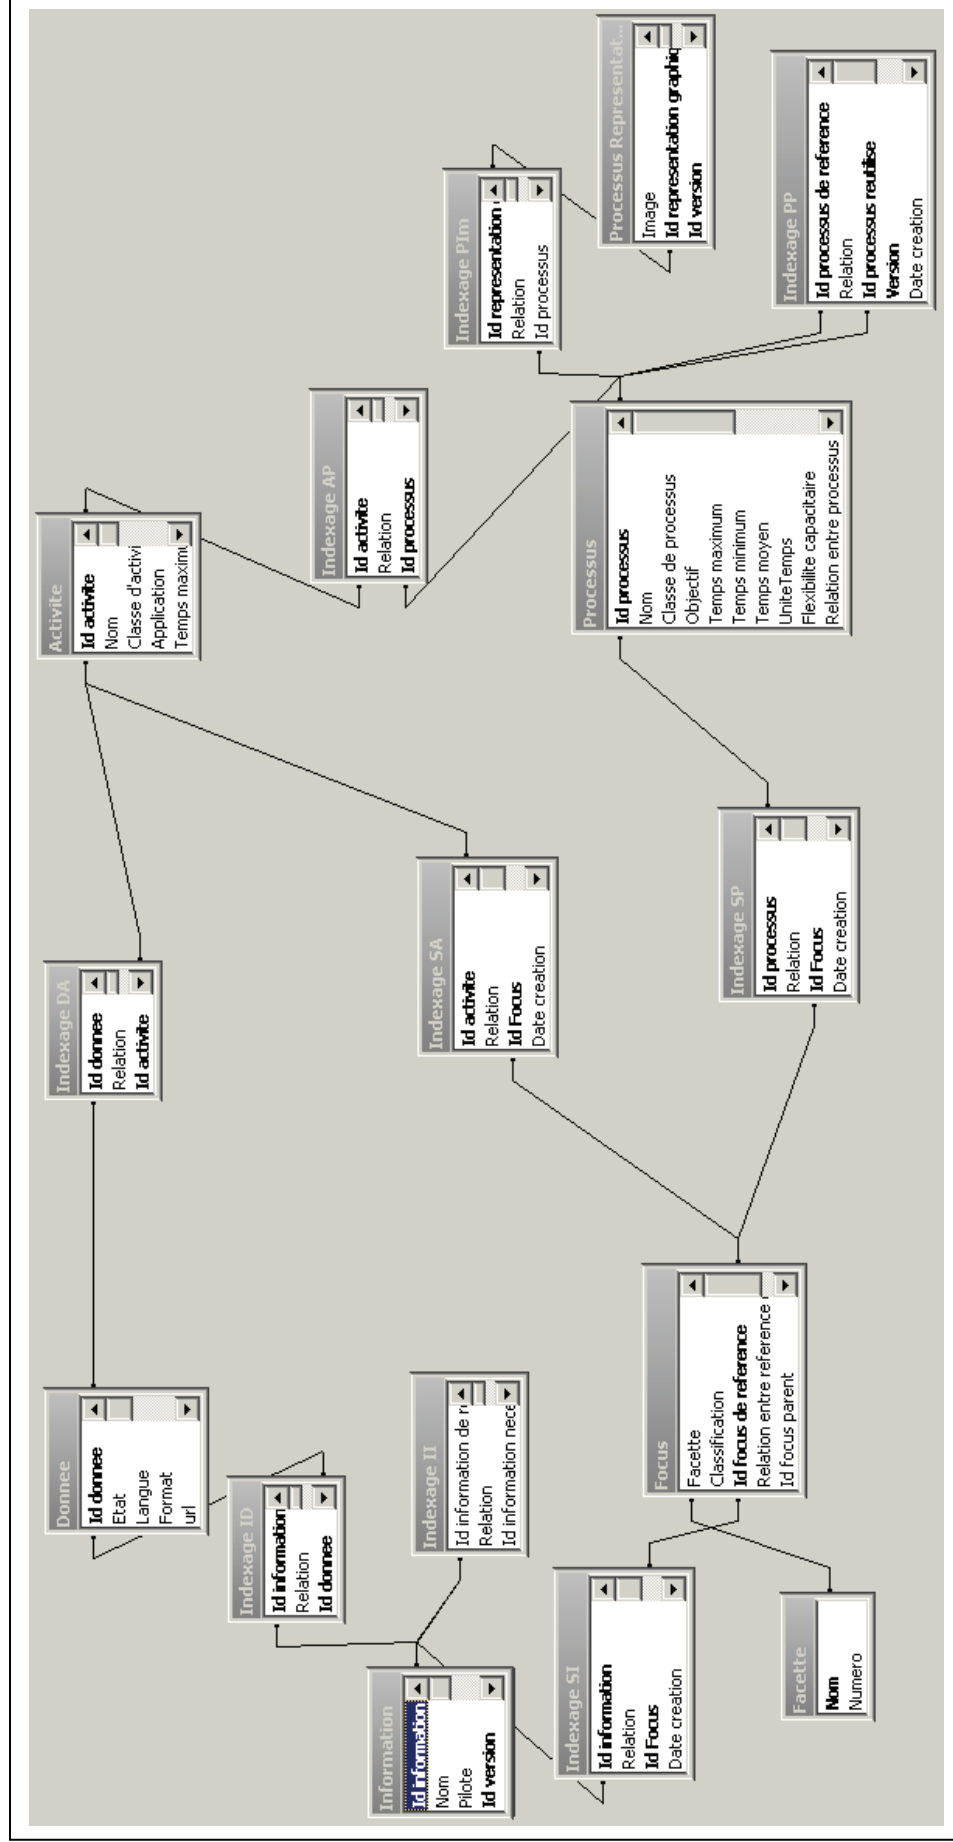 Donnee
Id donnee
Etat
Langue
Format
url
Indexage DA
Id donnee
Relation
Id activite
Activite
Id activite
Nom
Classe d'activi
Application
Temps maximu
Indexage ID
Id information
Relation
Id donnee
Indexage AP
Id activite
Relation
Id processus
Information
Id information
Nom
Pilote
Id version
Indexage II
Id information de r
Relation
Id information nece
Indexage SA
Id activite
Relation
Id Focus
Date creation
Indexage PIm
Id representation
Relation
Id processus
Indexage SI
Id information
Relation
Id Focus
Date creation
Processus
Id processus
Nom
Classe de processus
Objectif
Temps maximum
Temps minimum
Temps moyen
UniteTemps
Flexibilite capacitaire
Relation entre processus
Processus Representat...
Image
Id representation graphiq
Id version
Focus
Facette
Classification
Id focus de reference
Relation entre reference
Id focus parent
Indexage SP
Id processus
Relation
Id Focus
Date creation
Facette
Nom
Numero
Indexage PP
Id processus de reference
Relation
Id processus reutilise
Version
Date creation